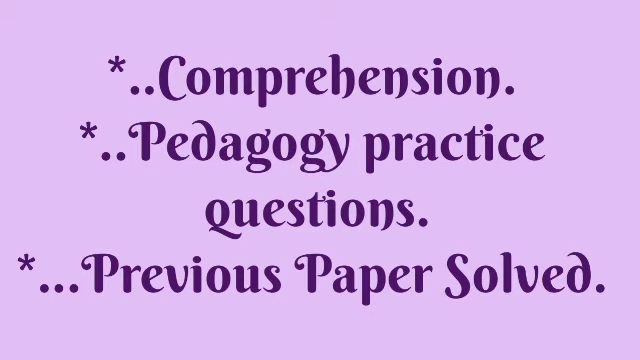 *..Comprehension.
*..Pedagogy practice
questions.
*...Previous Paper Solved.